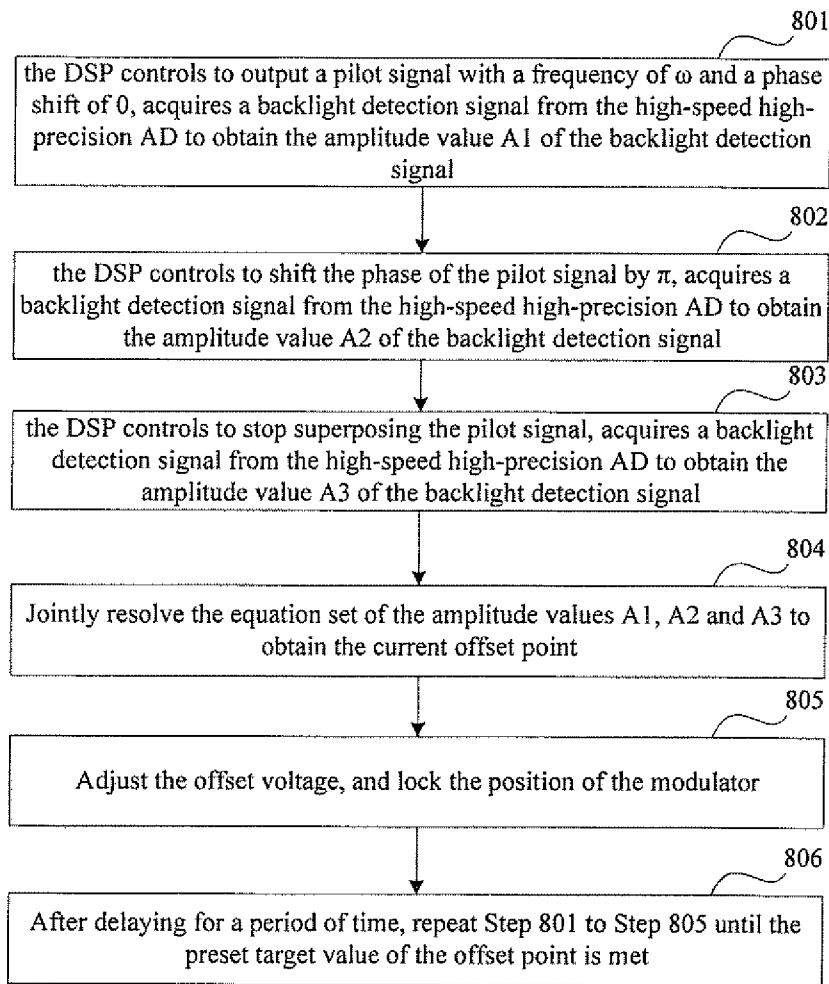 801
the DSP controls to output a pilot signal with a frequency of ω and a phase
shift of 0, acquires a backlight detection signal from the high-speed high-
precision AD to obtain the amplitude value A1 of the backlight detection
signal
802
the DSP controls to shift the phase of the pilot signal by π, acquires a
backlight detection signal from the high-speed high-precision AD to obtain
the amplitude value A2 of the backlight detection signal
803
the DSP controls to stop superposing the pilot signal, acquires a backlight
detection signal from the high-speed high-precision AD to obtain the
amplitude value A3 of the backlight detection signal
804
Jointly resolve the equation set of the amplitude values A1, A2 and A3 to
obtain the current offset point
805
Adjust the offset voltage, and lock the position of the modulator
806
After delaying for a period of time, repeat Step 801 to Step 805 until the
preset target value of the offset point is met